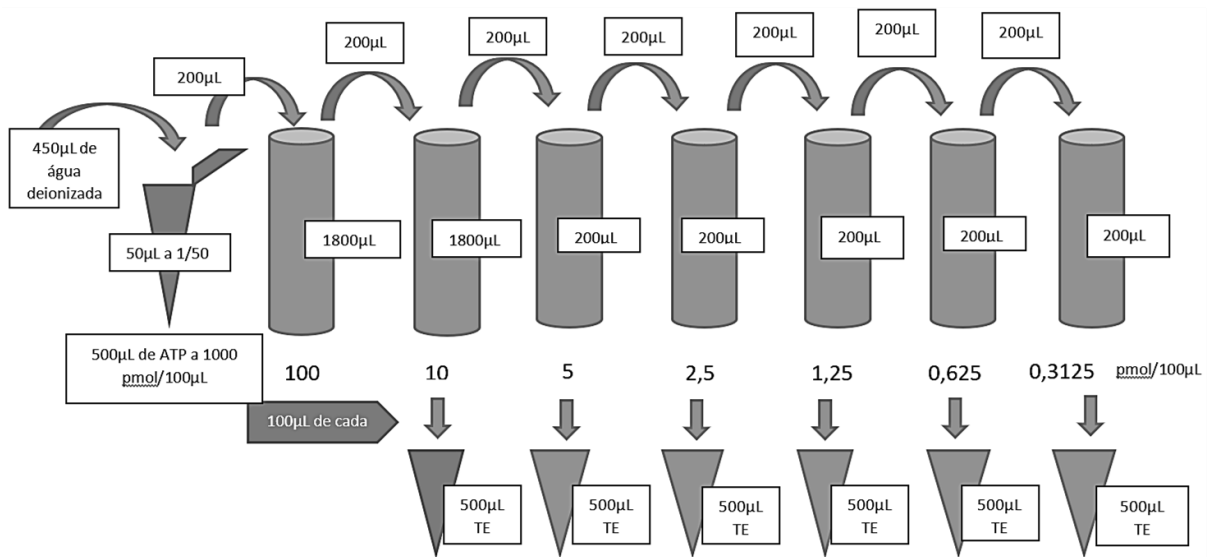 200µL
200µL
200µL
200µL
200µL
200µL
200µL
450µL de
água
deionizada
50µL a 1/50
1800µL
1800µL
200µL
200µL
200µL
200µL
200µL
500µL de ATP a 1000
pmol/100µL
100
10
5
2,5
1,25
0,625
0,3125
pmol/100µL
100µL de cada
500µL
TE
500µL
TE
500µL
TE
500µL
TE
500µL
TE
500µL
TE